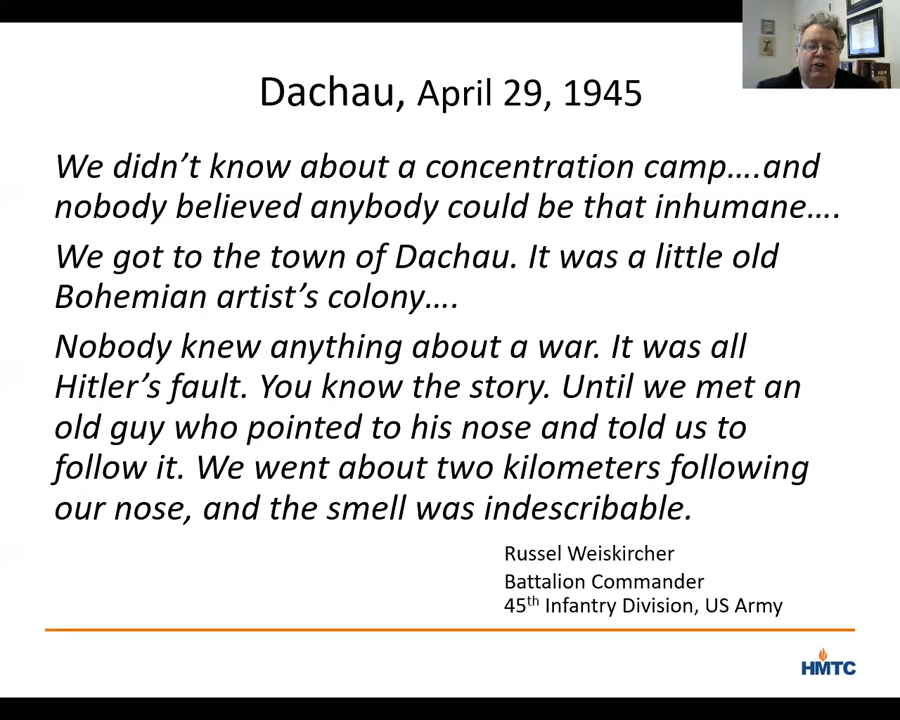 Dachau, April 29, 1945
We didn’t know about a concentration camp….and
nobody believed anybody could be that inhumane….
We got to the town of Dachau. It was a little old
Bohemian artist’s colony….
Nobody knew anything about a war. It was all
Hitler’s fault. You know the story. Until we met an
old guy who pointed to his nose and told us to
follow it. We went about two kilometers following
our nose, and the smell was indescribable.
Russel Weiskircher
Battalion Commander
45th Infantry Division, US Army
HMTC